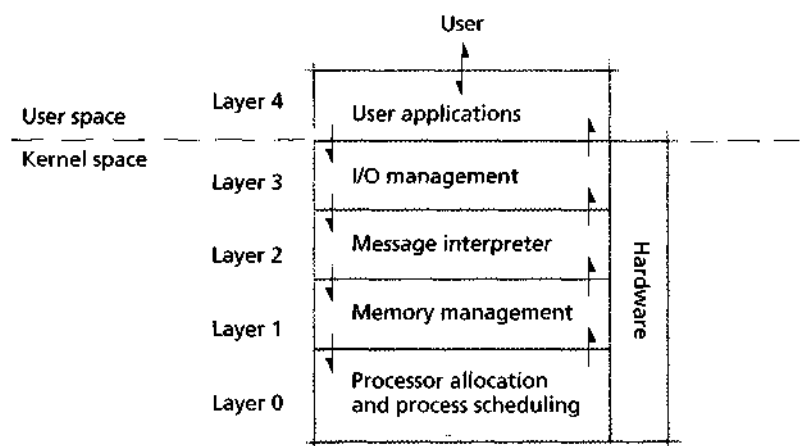 User
Layer 4
User applications
User space
Kernel space
Layer 3
I/O management
Layer 2
Message interpreter
Hardware
Layer 1
Memory management
Layer 0
Processor allocation
and process scheduling